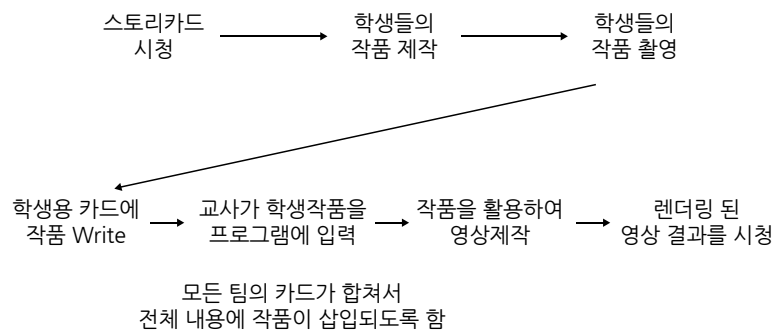 스토리카드
시청
학생들의
작품 제작
학생들의
작품 촬영
학생용 카드에
작품 Write
교사가 학생작품을
프로그램에 입력
작품을 활용하여
영상제작
렌더링 된
영상 결과를 시청
모든 팀의 카드가 합쳐서
전체 내용에 작품이 삽입되도록 함